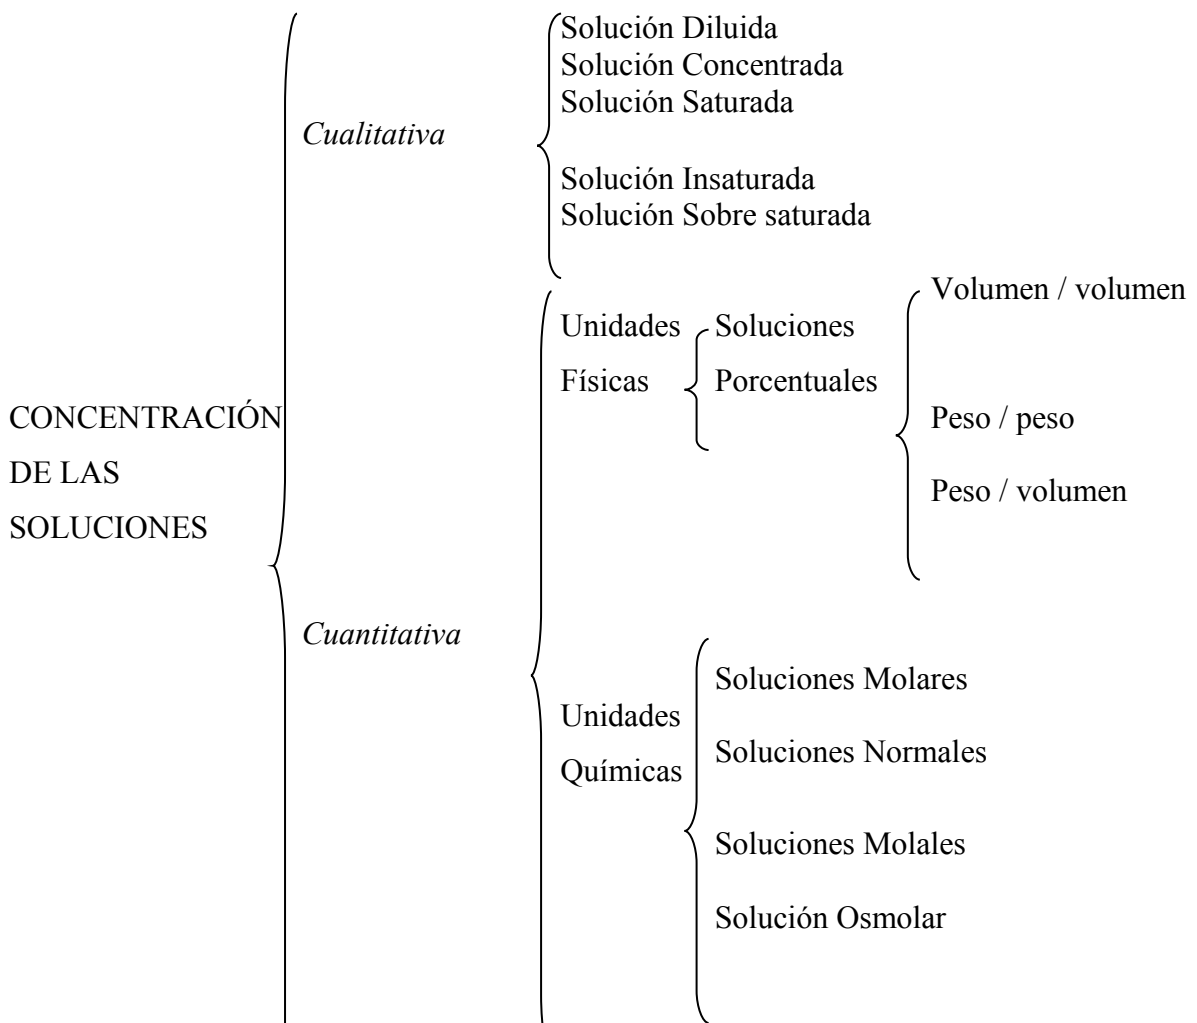 Solución Diluida
Solución Concentrada
Solución Saturada
Cualitativa
Solución Insaturada
Solución Sobre saturada
Volumen / volumen
Unidades
Físicas
Soluciones
Porcentuales
CONCENTRACIÓN
DE LAS
SOLUCIONES
Peso / peso
Peso / volumen
Cuantitativa
Unidades
Químicas
Soluciones Molares
Soluciones Normales
Soluciones Molales
Solución Osmolar